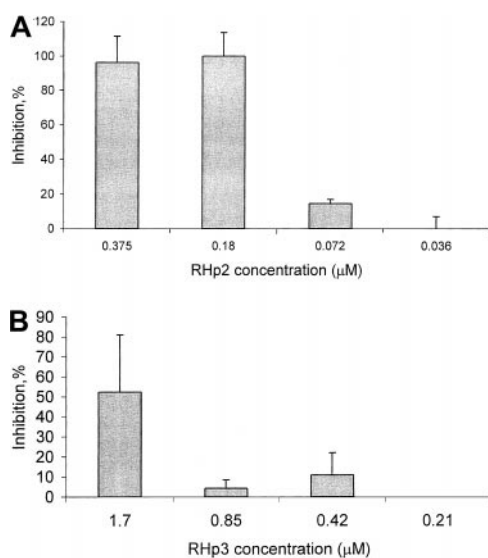 A
120
100
80
60
40
20
0
Inhibition,%
0.375 0.18 0.072 0.036
RHp2 concentration (μM)
B
90
80
70
60
50
40
30
20
10
0
Inhibition,%
1.7 0.85 0.42 0.21
RHp3 concentration (μM)